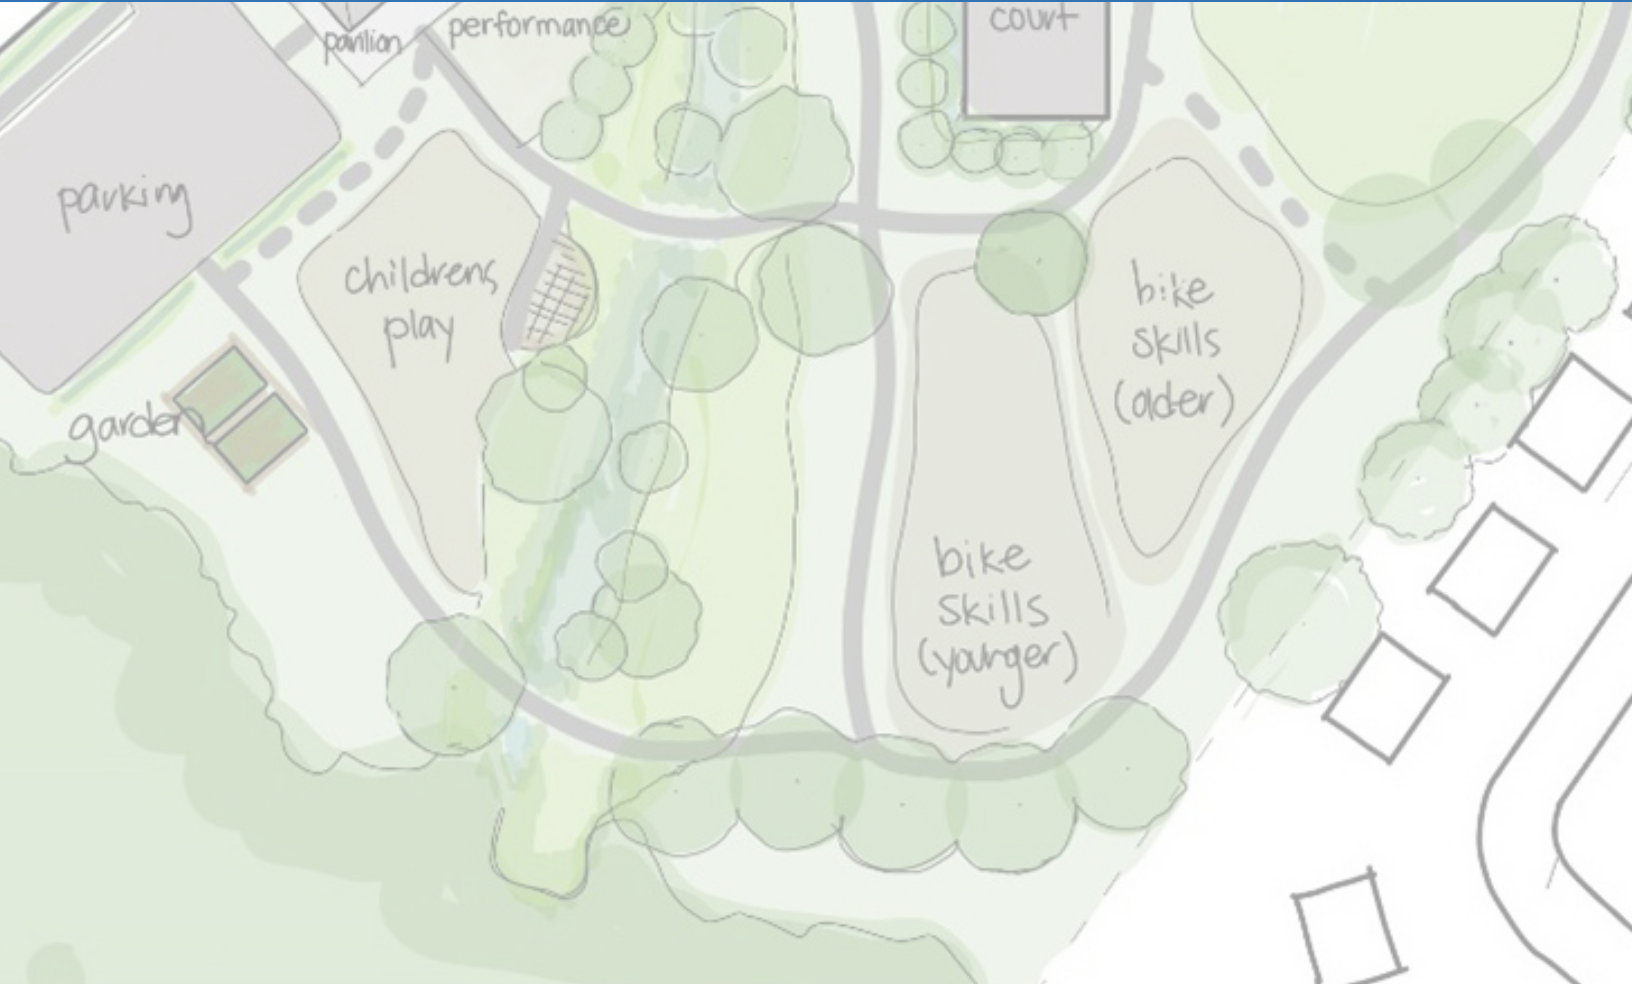 performance
court
pavilion
parking
childrens
play
bike
skills
(older)
garden
bike
skills
(younger)